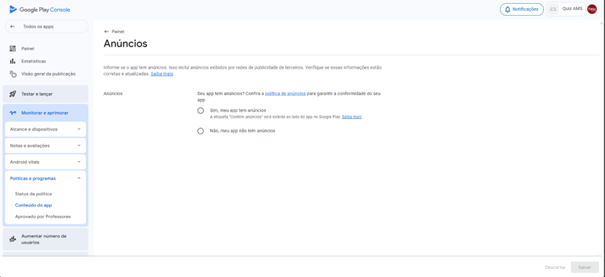 Google Play Console
Notificações
Quiz AMS
← Todos os apps
Painel
Estatísticas
Visão geral da publicação
Testar e lançar
Monitorar e aprimorar
Alcance e dispositivos
Notas e avaliações
Android vitals
Políticas e programas
Status da política
Conteúdo do app
Aprovado por Professores
Aumentar número de
usuários
← Painel
Anúncios
Informe se o app tem anúncios. Isso inclui anúncios exibidos por redes de publicidade de terceiros. Verifique se essas informações estão
corretas e atualizadas. Saiba mais
Anúncios
Seu app tem anúncios? Confira a política de anúncios para garantir a conformidade do seu
app.
Sim, meu app tem anúncios
A etiqueta "Contém anúncios" será exibida ao lado do app no Google Play. Saiba mais
Não, meu app não tem anúncios
Descartar
Salvar